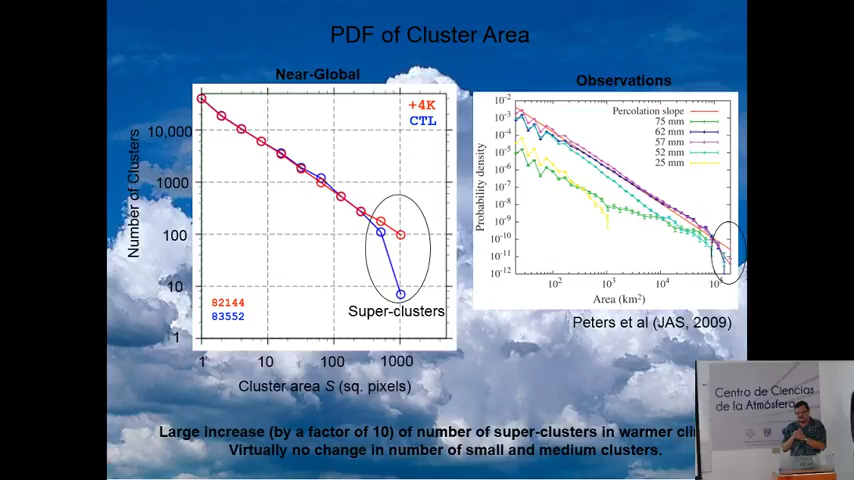 PDF of Cluster Area
Near-Global
Observations
+4K
CTL
Number of Clusters
10,000
1000
100
10
1
82144
83552
Super-clusters
1
10
100
1000
Cluster area S (sq. pixels)
Probability density
10-2
10-3
10-4
10-5
10-6
10-7
10-8
10-9
10-10
10-11
10-12
Percolation slope
75 mm
62 mm
57 mm
52 mm
25 mm
102
103
104
105
Area (km2)
Peters et al (JAS, 2009)
Centro de Ciencias
de la Atmósfera
Large increase (by a factor of 10) of number of super-clusters in warmer cli
Virtually no change in number of small and medium clusters.